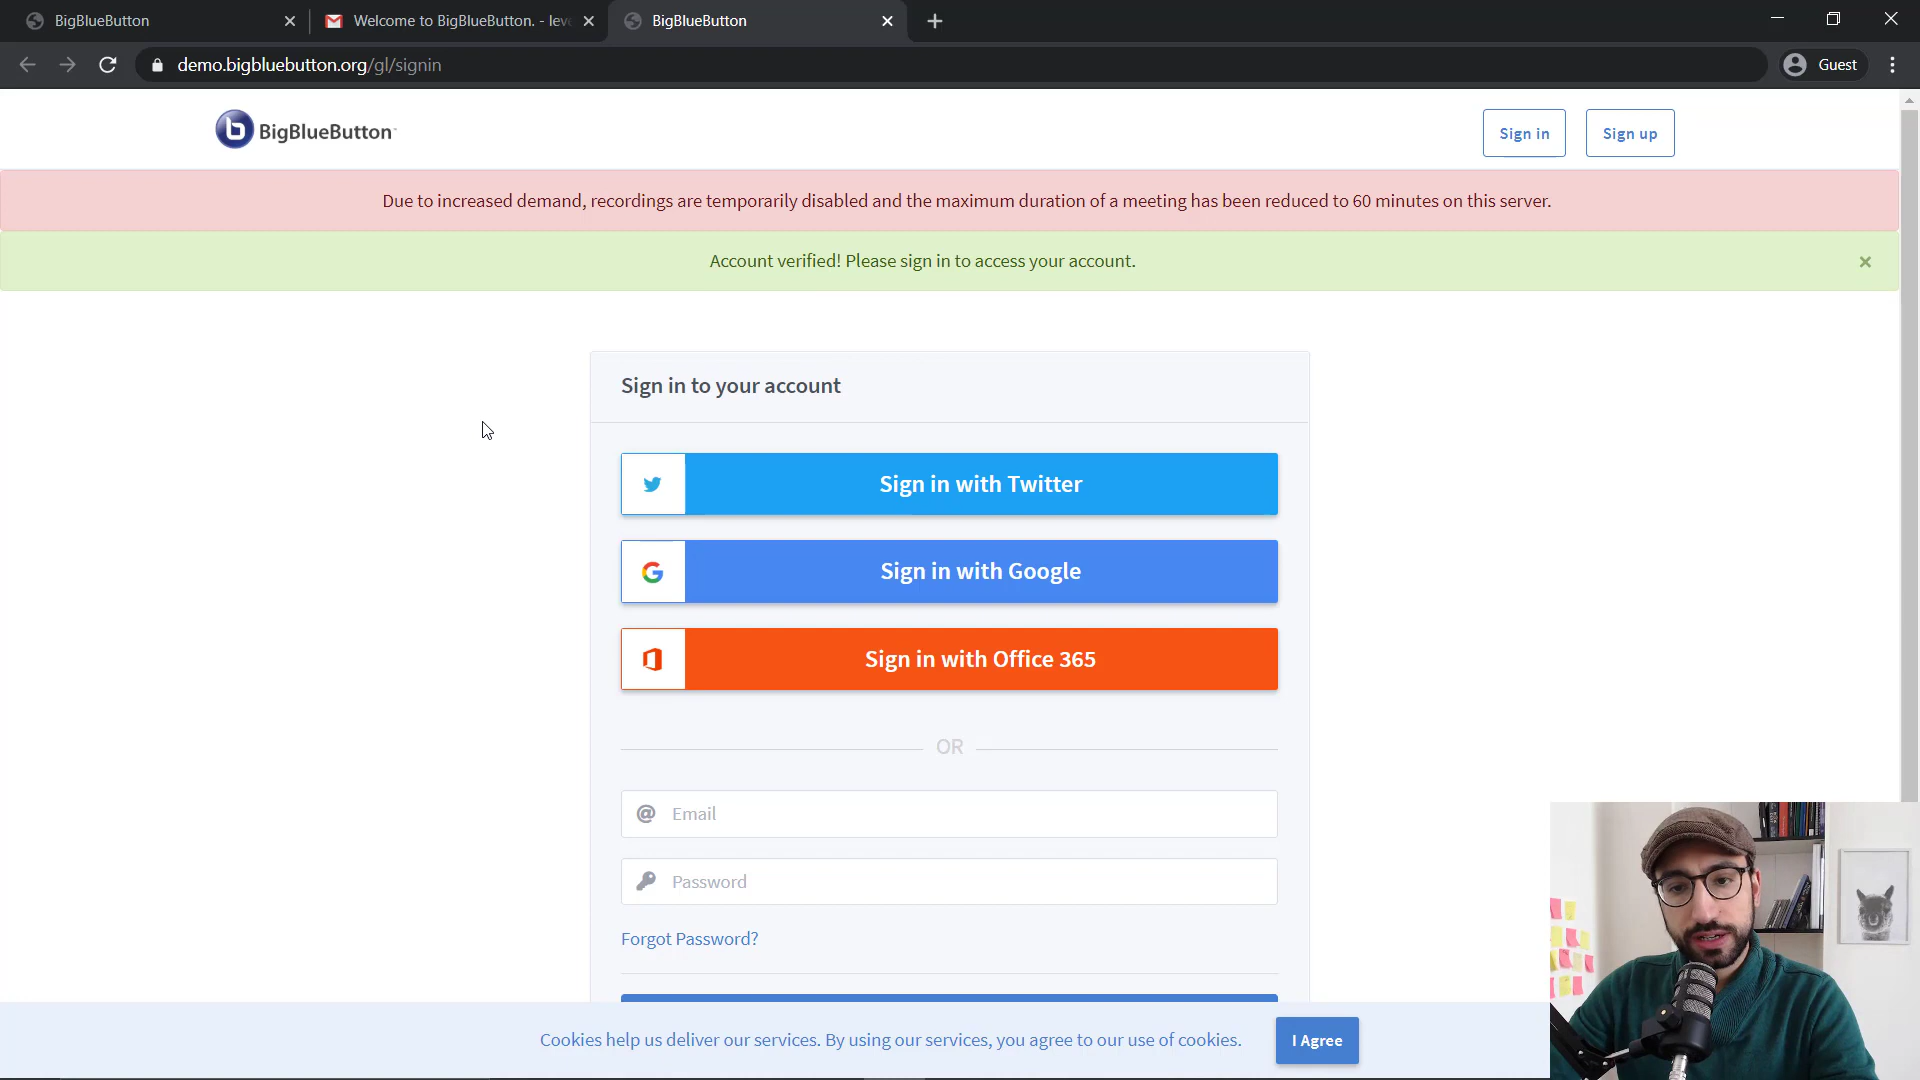 BigBlueButton
Welcome to BigBlueButton. - lev
BigBlueButton
demo.bigbluebutton.org/gl/signin
Guest
b BigBlueButton
Sign in
Sign up
Due to increased demand, recordings are temporarily disabled and the maximum duration of a meeting has been reduced to 60 minutes on this server.
Account verified! Please sign in to access your account.
Sign in to your account
Sign in with Twitter
Sign in with Google
Sign in with Office 365
OR
Email
Password
Forgot Password?
Cookies help us deliver our services. By using our services, you agree to our use of cookies.
I Agree